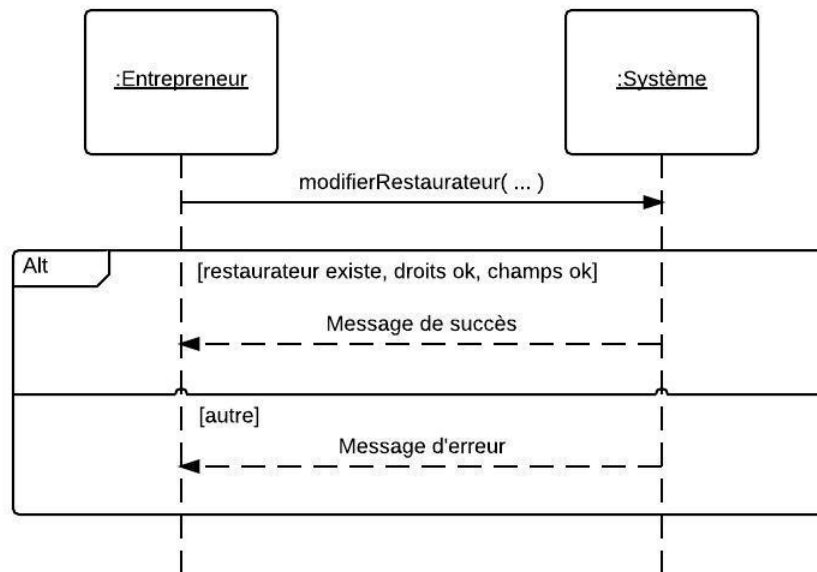 :Entrepreneur
:Système
modifierRestaurateur( ... )
Alt
[restaurateur existe, droits ok, champs ok]
Message de succès
[autre]
Message d'erreur